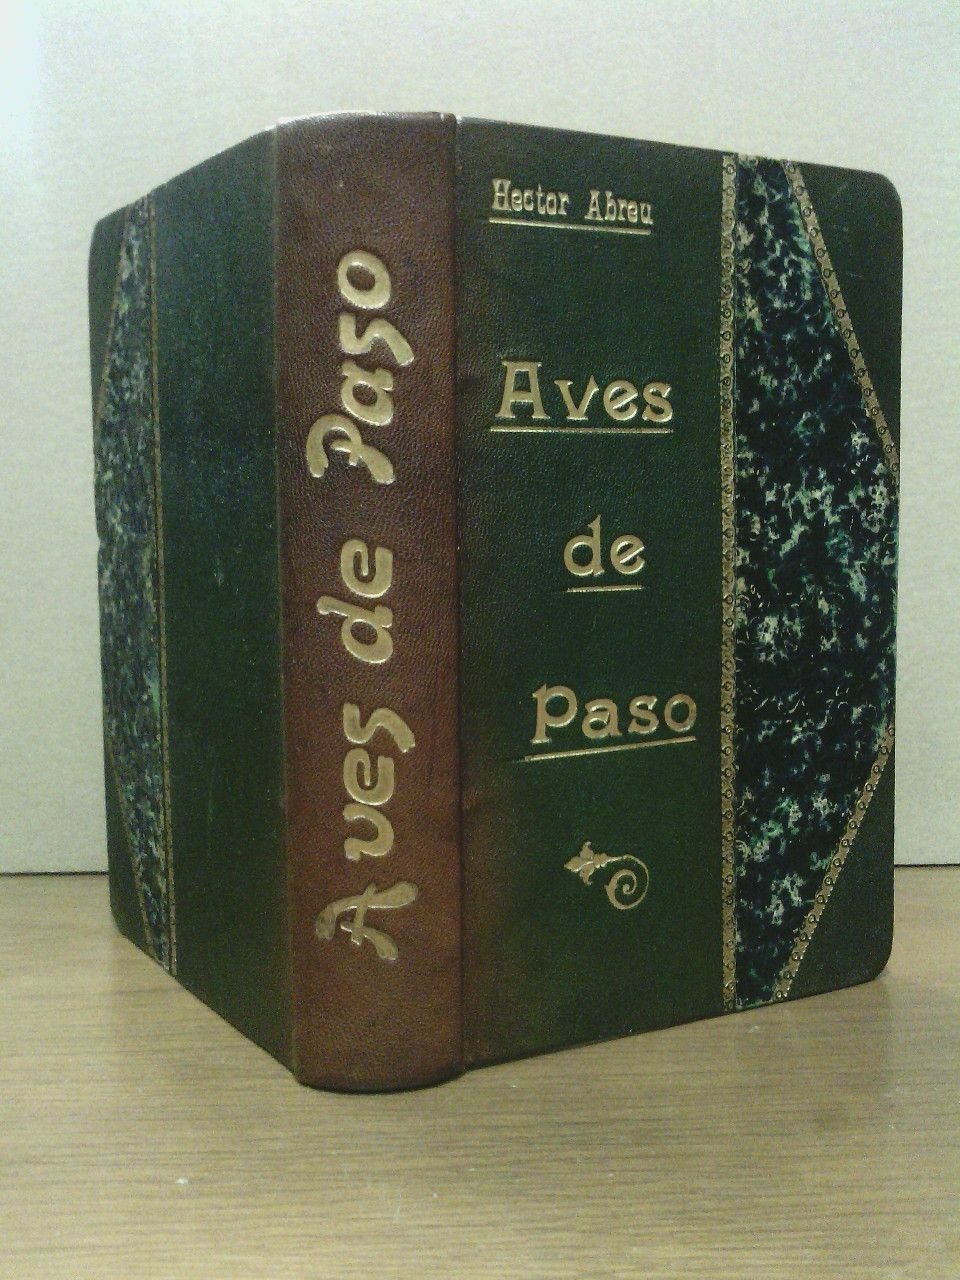 Aves de Paso
Hector Abreu
Aves
de
Paso